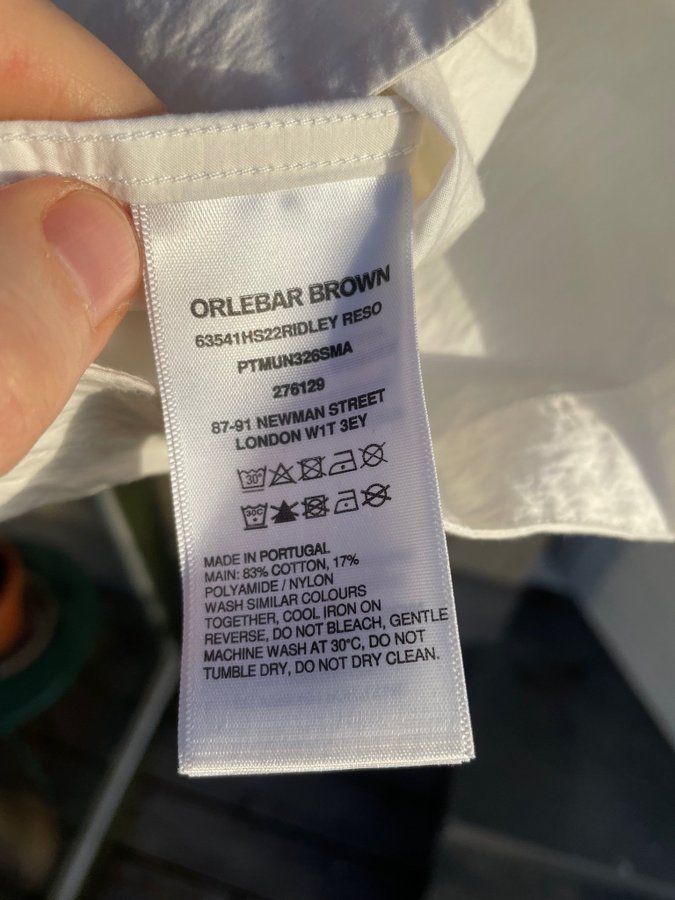 ORLEBAR BROWN
63541HS22RIDLEY RESO
PTMUN326SMA
276129
87-91 NEWMAN STREET
LONDON W1T 3EY
30°
30C
MADE IN PORTUGAL
MAIN: 83% COTTON, 17%
POLYAMIDE / NYLON
WASH SIMILAR COLOURS
TOGETHER, COOL IRON ON
REVERSE, DO NOT BLEACH, GENTLE
MACHINE WASH AT 30°C, DO NOT
TUMBLE DRY, DO NOT DRY CLEAN.